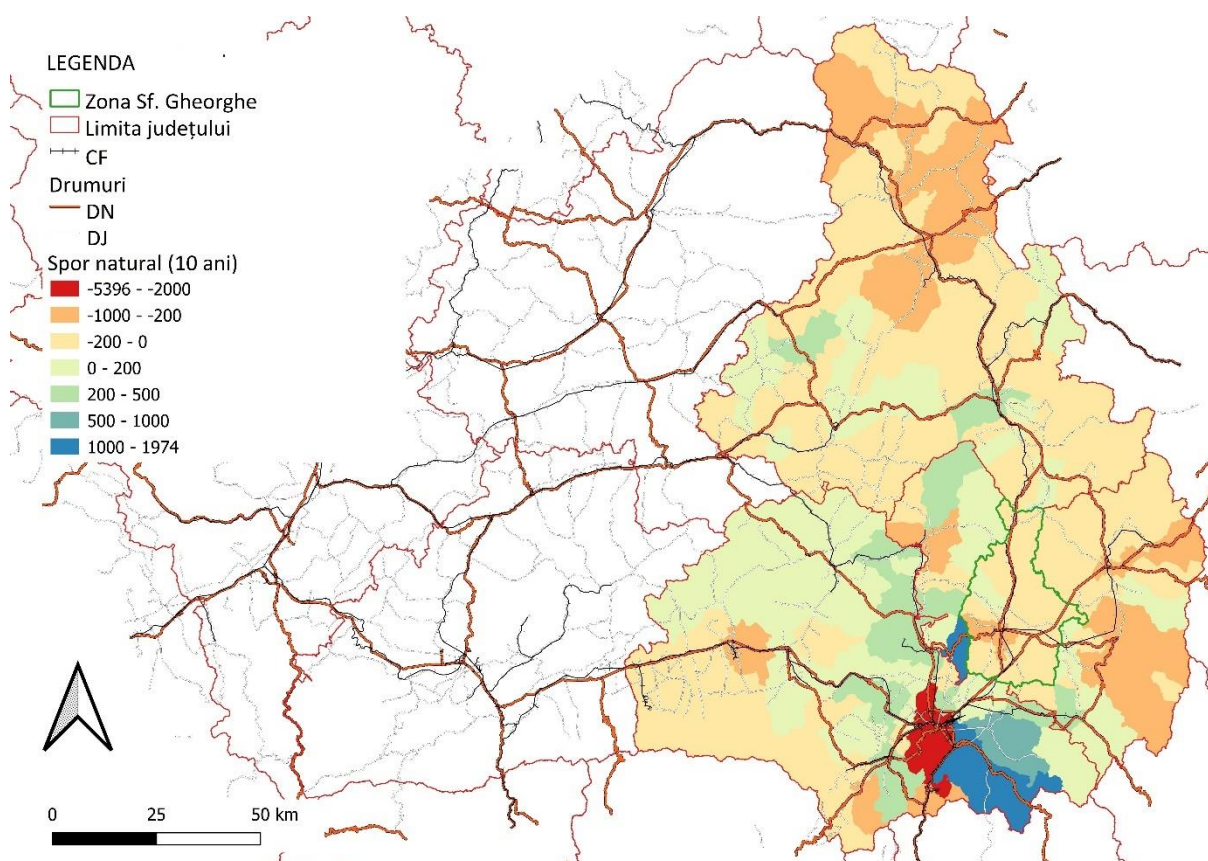 LEGENDA
Zona Sf. Gheorghe
Limita județului
CF
Drumuri
DN
DJ
Spor natural (10 ani)
-5396 - -2000
-1000 - -200
-200 - 0
0 - 200
200 - 500
500 - 1000
1000 - 1974
0 25 50 km